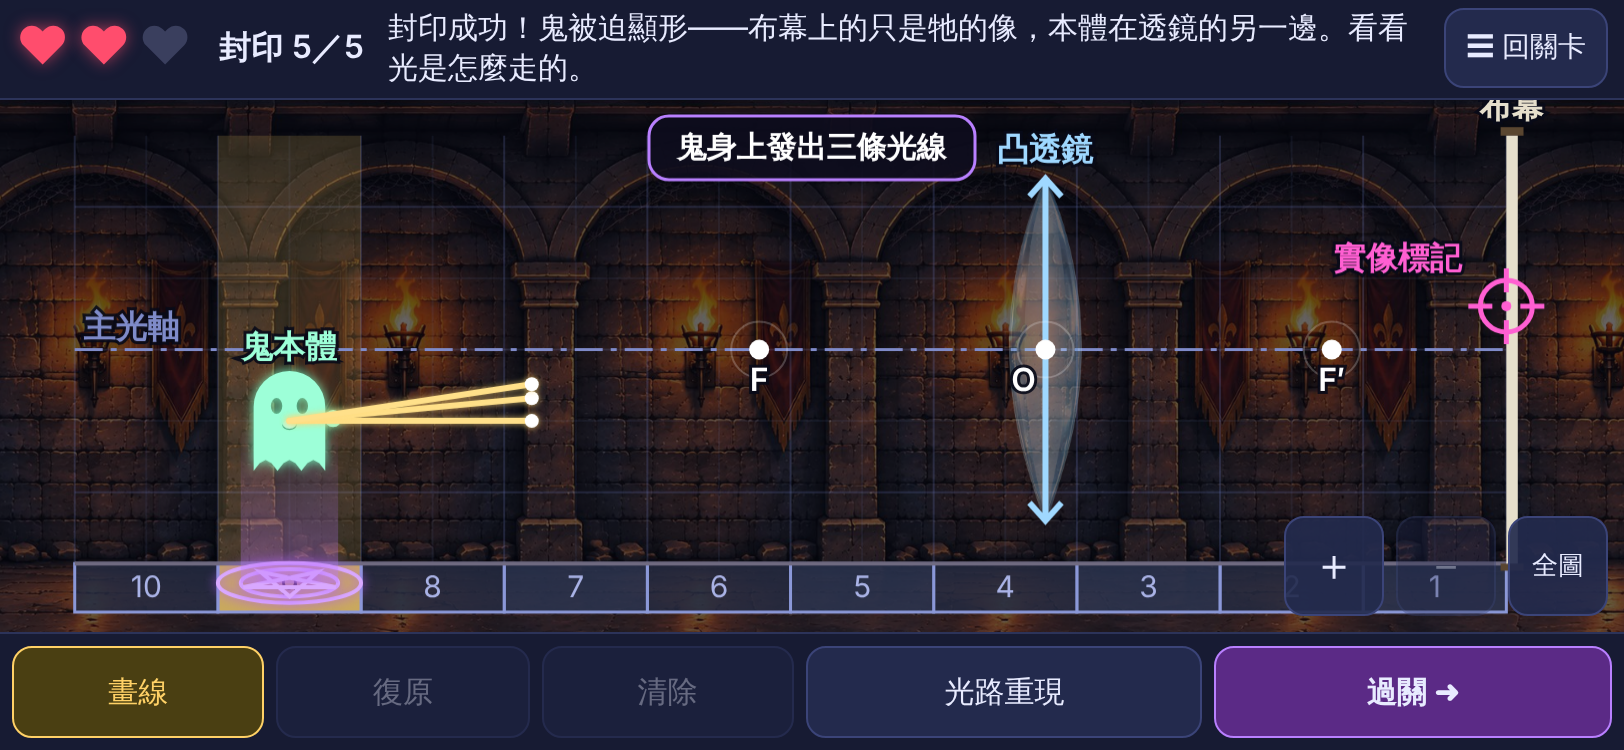 封印 5／5
封印成功！鬼被迫顯形——布幕上的只是牠的像，本體在透鏡的另一邊。看看
光是怎麼走的。
☰ 回關卡
布幕
鬼身上發出三條光線
凸透鏡
實像標記
主光軸
鬼本體
F
O
F′
10
8
7
6
5
4
3
2
1
＋
－
全圖
畫線
復原
清除
光路重現
過關 ➜